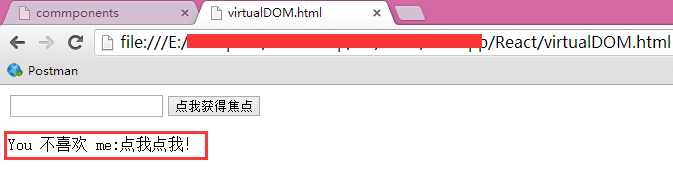 commponents
virtualDOM.html
file:///E:/ p/React/virtualDOM.html
Postman
点我获得焦点
You 不喜欢 me:点我点我!